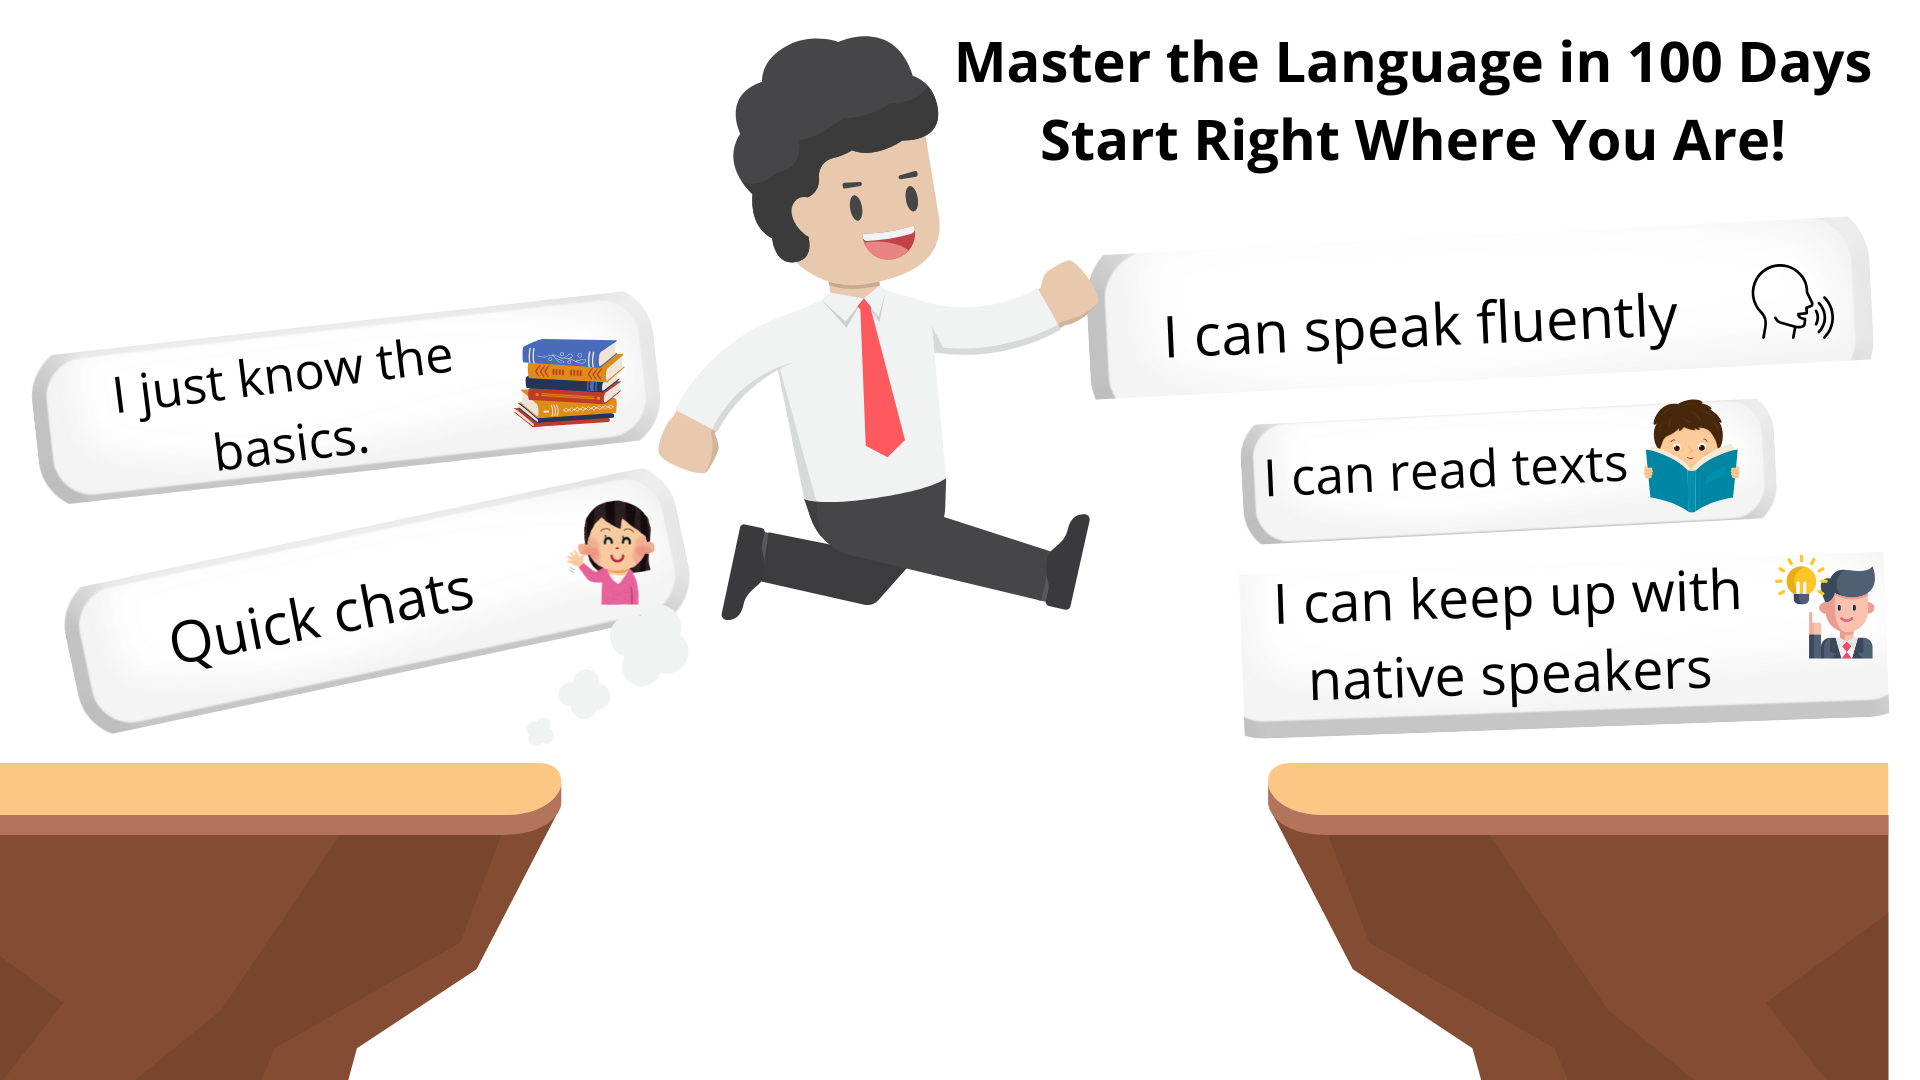 Master the Language in 100 Days
Start Right Where You Are!
I just know the
basics.
Quick chats
I can speak fluently
I can read texts
I can keep up with
native speakers